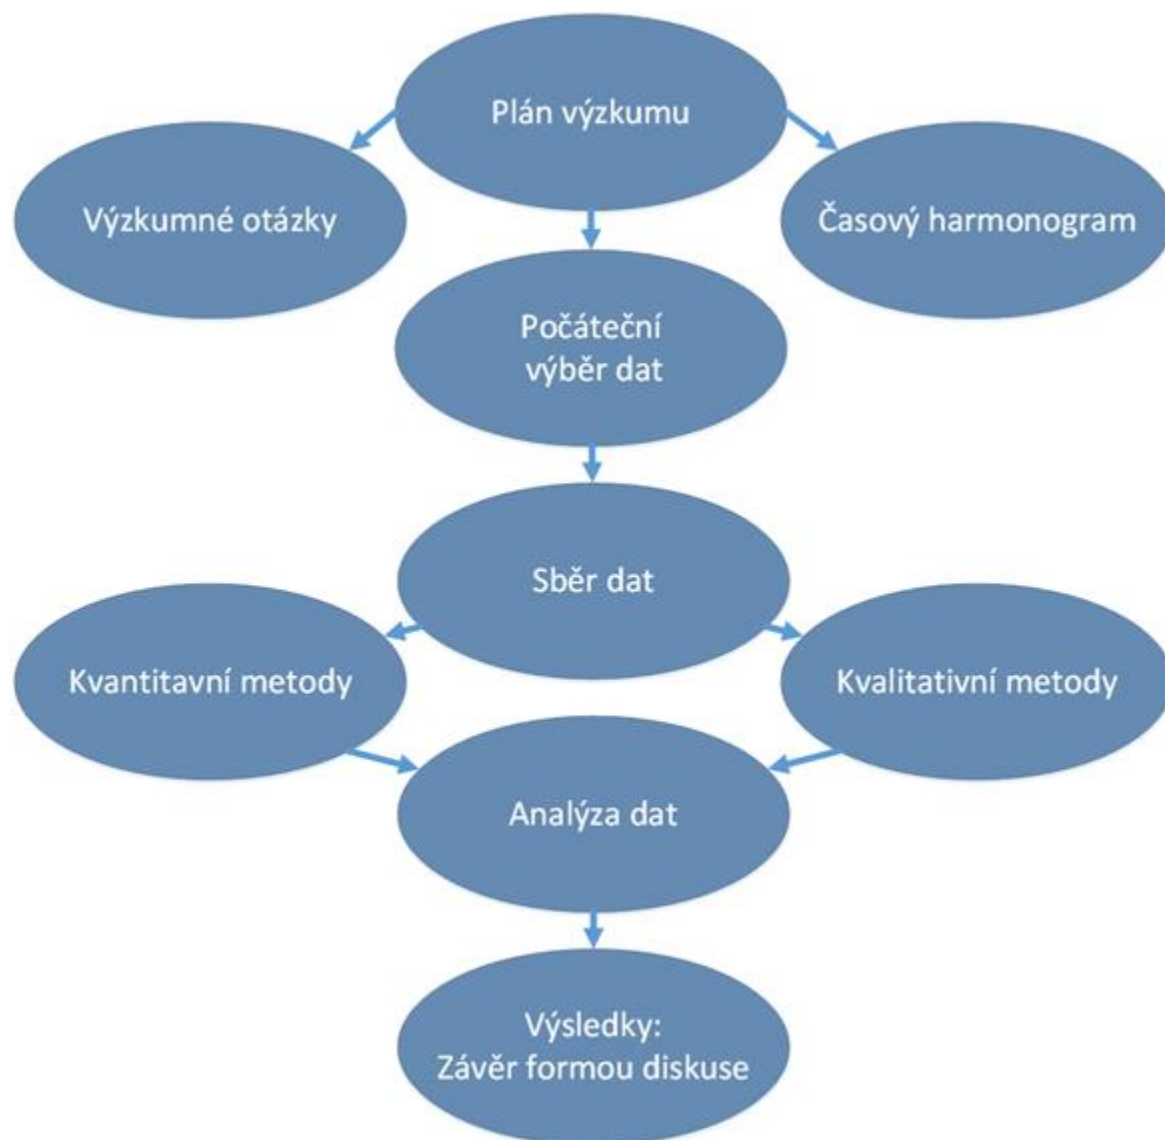 Plán výzkumu
Výzkumné otázky
Časový harmonogram
Počáteční
výběr dat
Sběr dat
Kvantitavní metody
Kvalitativní metody
Analýza dat
Výsledky:
Závěr formou diskuse